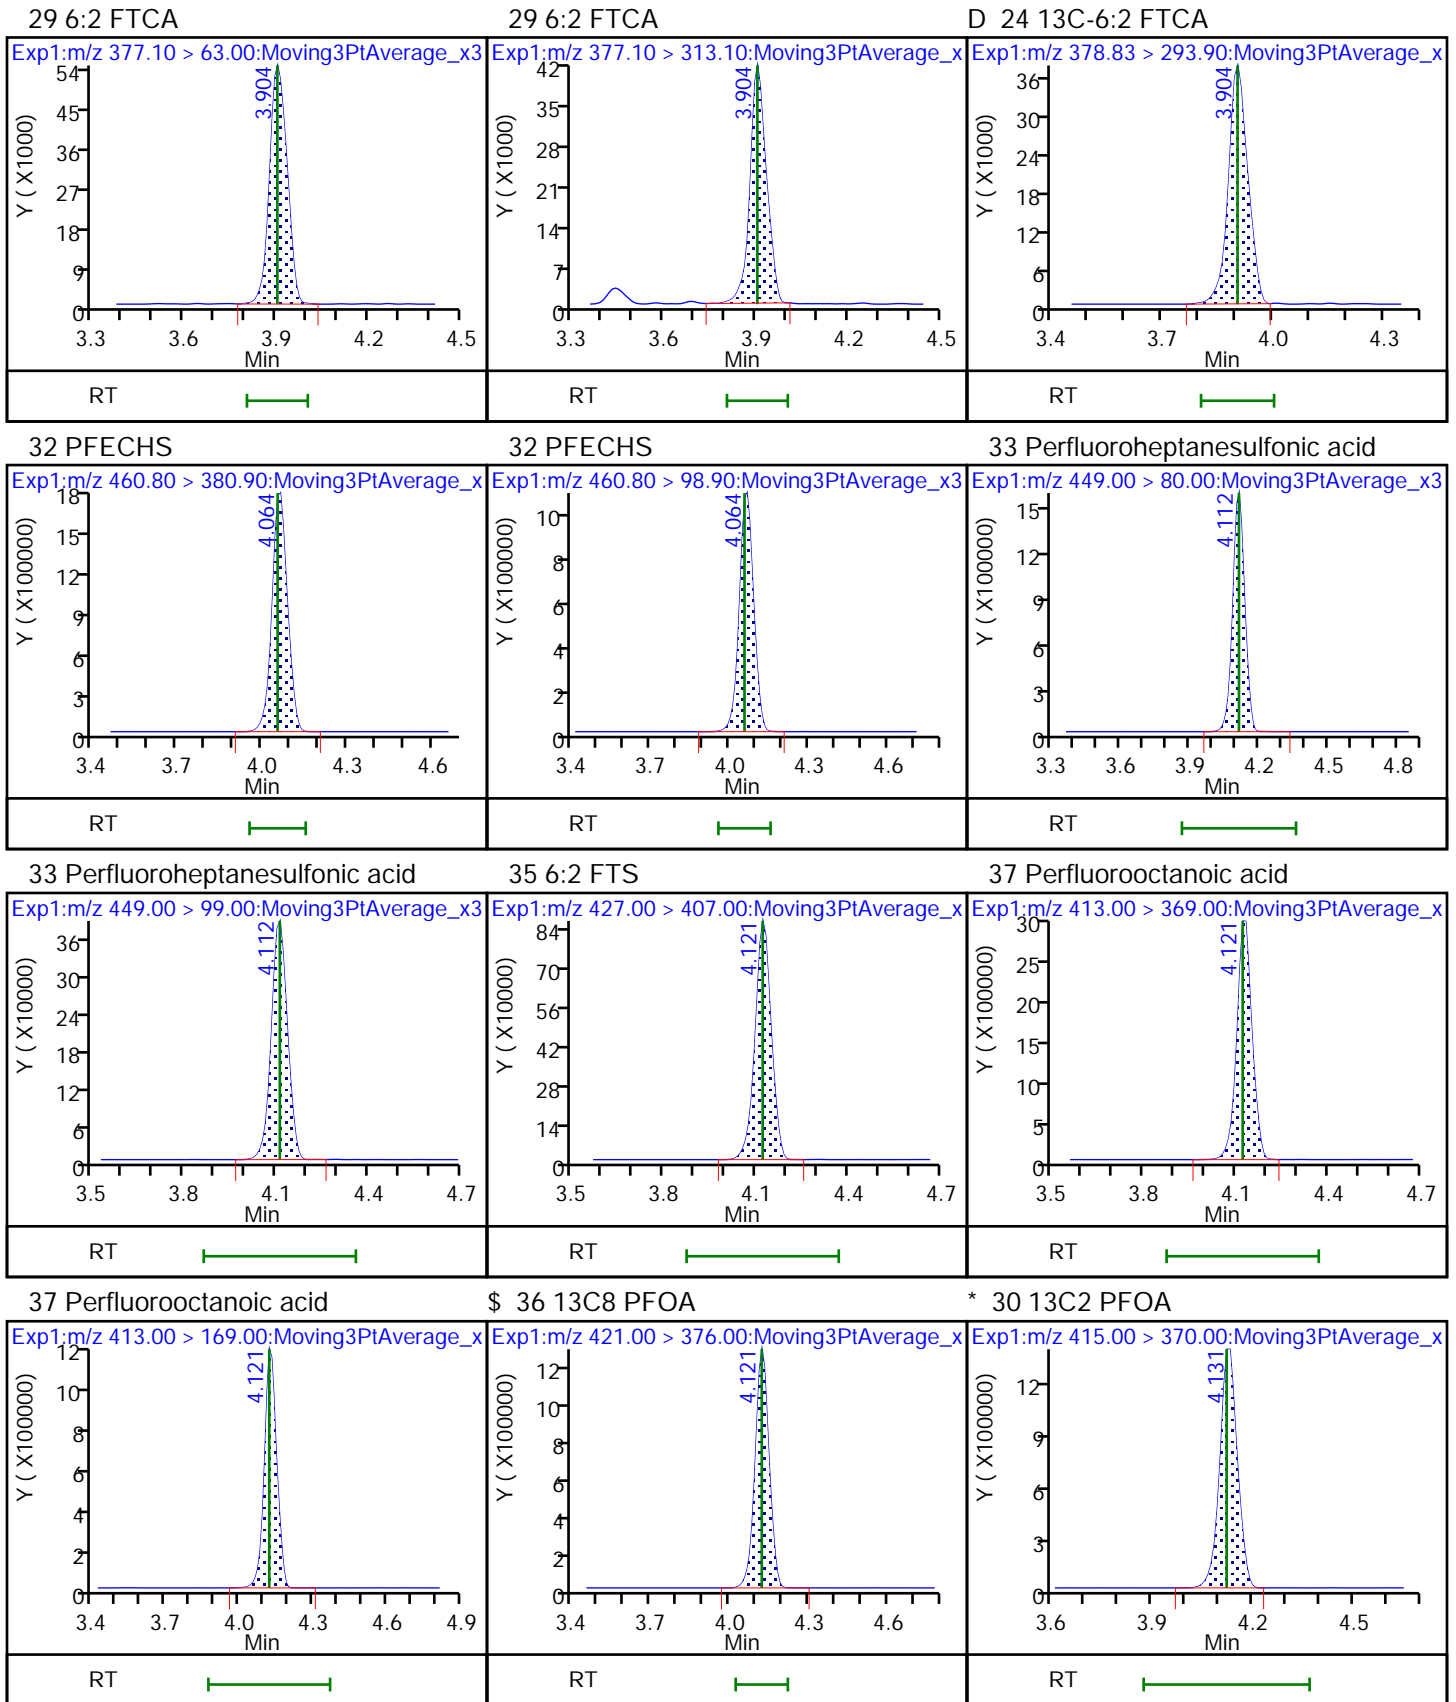 29 6:2 FTCA
Exp1:m/z 377.10 > 63.00:Moving3PtAverage_x3
Y ( X1000)
54
45
36
27
18
9
0
3.904
3.3 3.6 3.9 4.2 4.5
Min
RT
29 6:2 FTCA
Exp1:m/z 377.10 > 313.10:Moving3PtAverage_x
Y ( X1000)
42
35
28
21
14
7
0
3.904
3.3 3.6 3.9 4.2 4.5
Min
RT
D 24 13C-6:2 FTCA
Exp1:m/z 378.83 > 293.90:Moving3PtAverage_x
Y ( X1000)
36
30
24
18
12
6
0
3.904
3.4 3.7 4.0 4.3
Min
RT
32 PFECHS
Exp1:m/z 460.80 > 380.90:Moving3PtAverage_x
Y ( X100000)
18
15
12
9
6
3
0
4.064
3.4 3.7 4.0 4.3 4.6
Min
RT
32 PFECHS
Exp1:m/z 460.80 > 98.90:Moving3PtAverage_x3
Y ( X100000)
10
8
6
4
2
0
4.064
3.4 3.7 4.0 4.3 4.6
Min
RT
33 Perfluoroheptanesulfonic acid
Exp1:m/z 449.00 > 80.00:Moving3PtAverage_x3
Y ( X100000)
15
12
9
6
3
0
4.112
3.3 3.6 3.9 4.2 4.5 4.8
Min
RT
33 Perfluoroheptanesulfonic acid
Exp1:m/z 449.00 > 99.00:Moving3PtAverage_x3
Y ( X10000)
36
30
24
18
12
6
0
4.112
3.5 3.8 4.1 4.4 4.7
Min
RT
35 6:2 FTS
Exp1:m/z 427.00 > 407.00:Moving3PtAverage_x
Y ( X10000)
84
70
56
42
28
14
0
4.121
3.5 3.8 4.1 4.4 4.7
Min
RT
37 Perfluorooctanoic acid
Exp1:m/z 413.00 > 369.00:Moving3PtAverage_x
Y ( X100000)
30
25
20
15
10
5
0
4.121
3.5 3.8 4.1 4.4 4.7
Min
RT
37 Perfluorooctanoic acid
Exp1:m/z 413.00 > 169.00:Moving3PtAverage_x
Y ( X100000)
12
10
8
6
4
2
0
4.121
3.4 3.7 4.0 4.3 4.6 4.9
Min
RT
$ 36 13C8 PFOA
Exp1:m/z 421.00 > 376.00:Moving3PtAverage_x
Y ( X100000)
12
10
8
6
4
2
0
4.121
3.4 3.7 4.0 4.3 4.6
Min
RT
* 30 13C2 PFOA
Exp1:m/z 415.00 > 370.00:Moving3PtAverage_x
Y ( X100000)
12
9
6
3
0
4.131
3.6 3.9 4.2 4.5
Min
RT